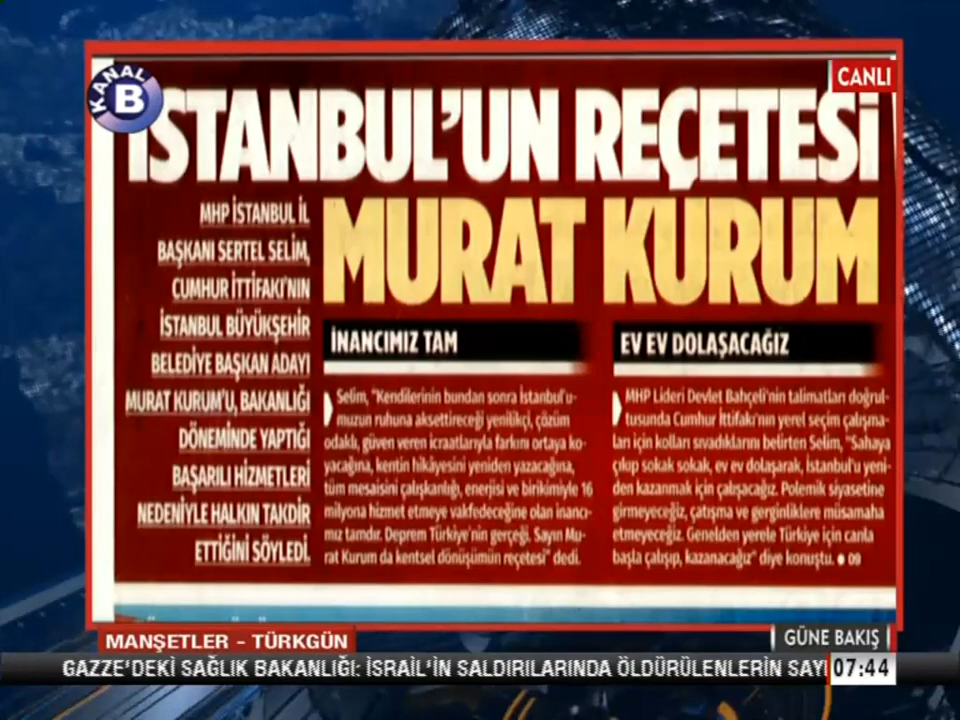 KANAL B
CANLI
İSTANBUL'UN REÇETESİ
MURAT KURUM
MHP İSTANBUL İL
BAŞKANI SERTEL SELİM,
CUMHUR İTTİFAKI'NIN
İSTANBUL BÜYÜKŞEHİR
BELEDİYE BAŞKAN ADAYI
MURAT KURUM'U, BAKANLIĞI
DÖNEMİNDE YAPTIĞI
BAŞARILI HİZMETLERİ
NEDENİYLE HALKIN TAKDİR
ETTİĞİNİ SÖYLEDİ.
İNANCIMIZ TAM
Selim, "Kendilerinin bundan sonra İstanbul'u-
muzun ruhuna aksettireceği yenilikçi, çözüm
odaklı, güven veren icraatlarıyla farkını ortaya ko-
yacağına, kentin hikâyesini yeniden yazacağına,
tüm mesaisini çalışkanlığı, enerjisi ve birikimiyle 16
milyona hizmet etmeye vakfedeceğine olan inancı-
mız tamdır. Deprem Türkiye'nin gerçeği, Sayın Mu-
rat Kurum da kentsel dönüşümün reçetesi" dedi.
EV EV DOLAŞACAĞIZ
MHP Lideri Devlet Bahçeli'nin talimatları doğrul-
tusunda Cumhur İttifakı'nın yerel seçim çalışma-
ları için kolları sıvadıklarını belirten Selim, "Sahaya
çıkıp sokak sokak, ev ev dolaşarak, İstanbul'u yeni-
den kazanmak için çalışacağız. Polemik siyasetine
girmeyeceğiz, çatışma ve gerginliklere müsamaha
etmeyeceğiz. Genelden yerele Türkiye için canla
başla çalışıp, kazanacağız" diye konuştu. ● 09
MANŞETLER - TÜRKGÜN
GÜNE BAKIŞ
GAZZE'DEKİ SAĞLIK BAKANLIĞI: İSRAİL'İN SALDIRILARINDA ÖLDÜRÜLENLERİN SAYI
07:44